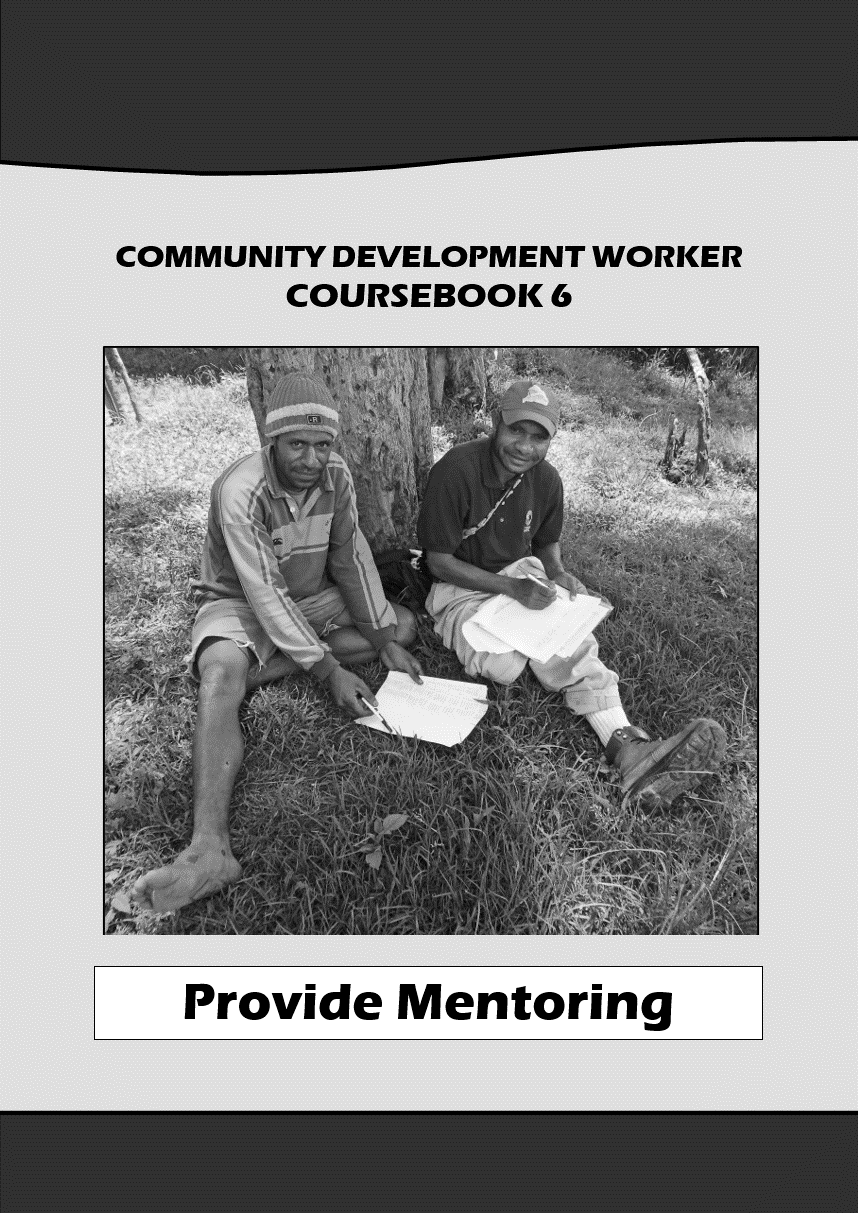 COMMUNITY DEVELOPMENT WORKER
COURSEBOOK 6
Provide Mentoring